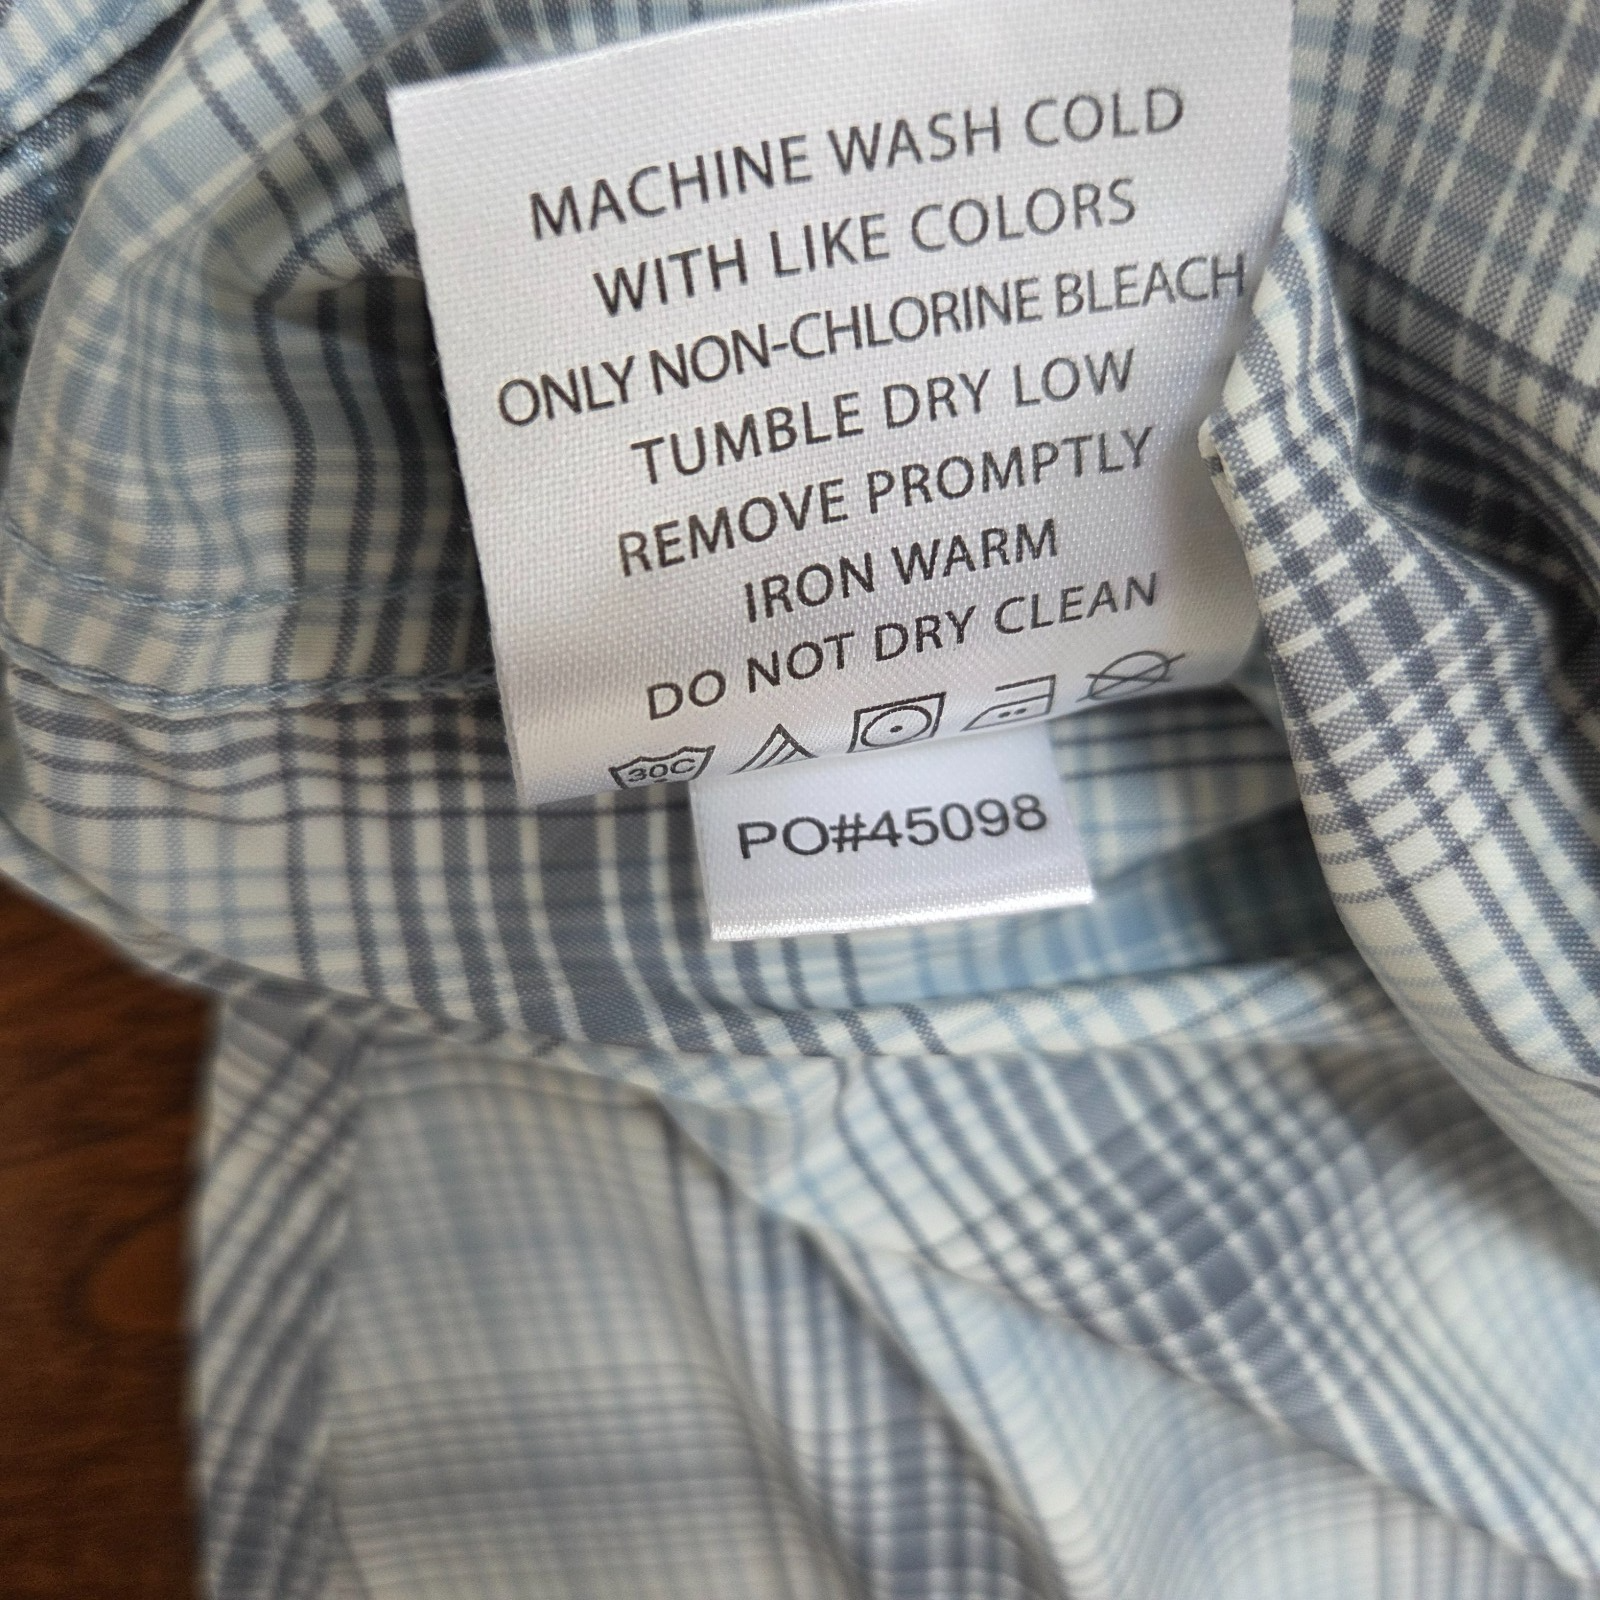 MACHINE WASH COLD
WITH LIKE COLORS
ONLY NON-CHLORINE BLEACH
TUMBLE DRY LOW
REMOVE PROMPTLY
IRON WARM
DO NOT DRY CLEAN
30C
PO#45098